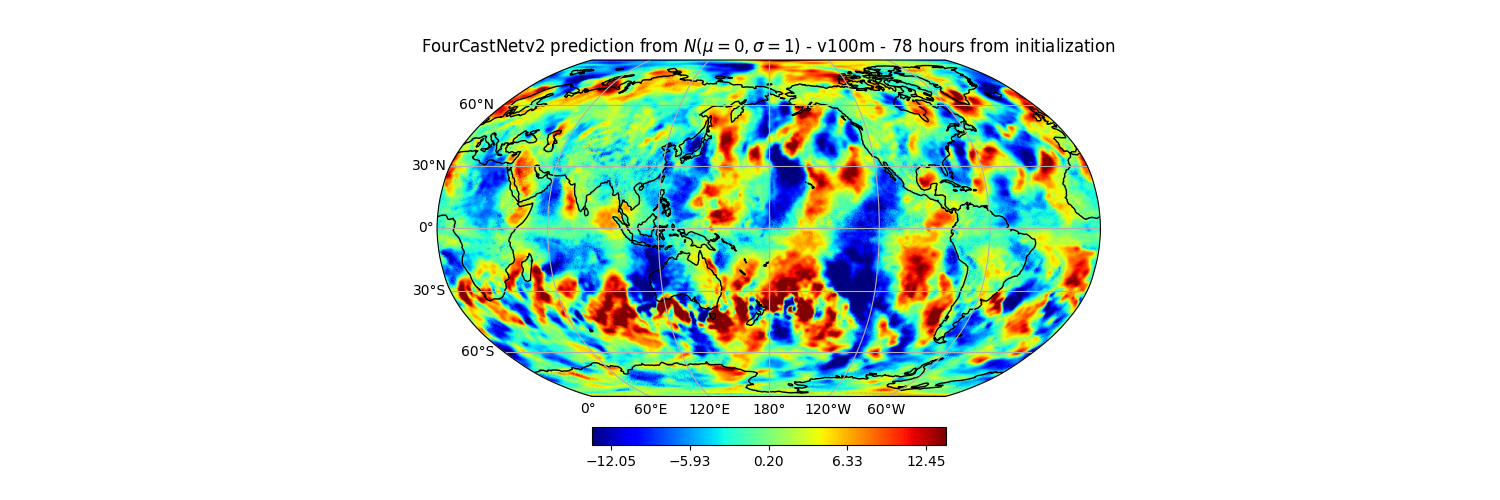 FourCastNetv2 prediction from N(μ = 0, σ = 1) - v100m - 78 hours from initialization
60°N
30°N
0°
30°S
60°S
0° 60°E 120°E 180° 120°W 60°W
−12.05 −5.93 0.20 6.33 12.45